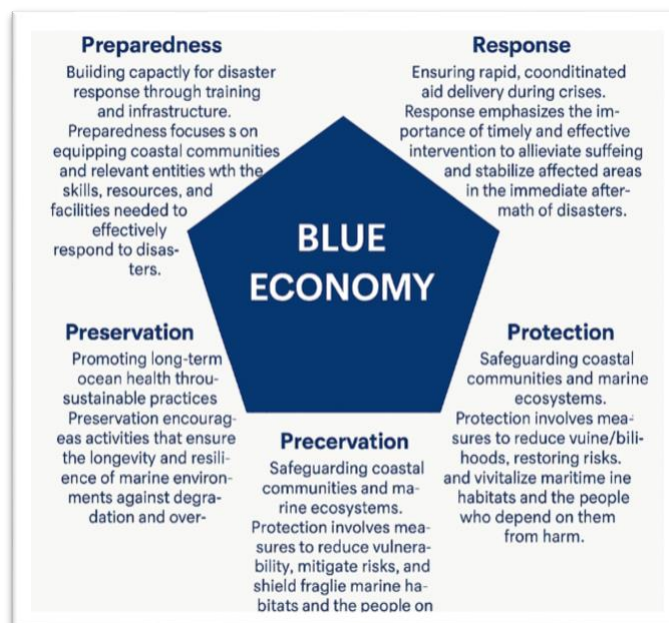 Preparedness
Building capactly for disaster
response through training
and infrastructure.
Preparedness focuses s on
equipping coastal communities
and relevant entities wth the
skills, resources, and
facilities needed to
effectively
respond to disas-
ters.
Response
Ensuring rapid, coonditinated
aid delivery during crises.
Response emphasizes the im-
portance of timely and effective
intervention to allieviate suffeing
and stabilize affected areas
in the immediate after-
math of disasters.
BLUE
ECONOMY
Preservation
Promoting long-term
ocean health throu-
sustainable practices
Preservation encourag-
eas activities that ensure
the longevity and resili-
ence of marine environ-
ments against degra-
dation and over-
Precervation
Safeguarding coastal
communities and ma-
rine ecosystems.
Protection involves mea-
sures to reduce vulnera-
bility, mitigate risks, and
shield fraglie marine ha-
bitats and the people on
Protection
Safeguarding coastal
communities and marine
ecosystems.
Protection involves mea-
sures to reduce vuine/bili-
hoods, restoring risks.
and vivitalize maritime ine
habitats and the people
who depend on them
from harm.